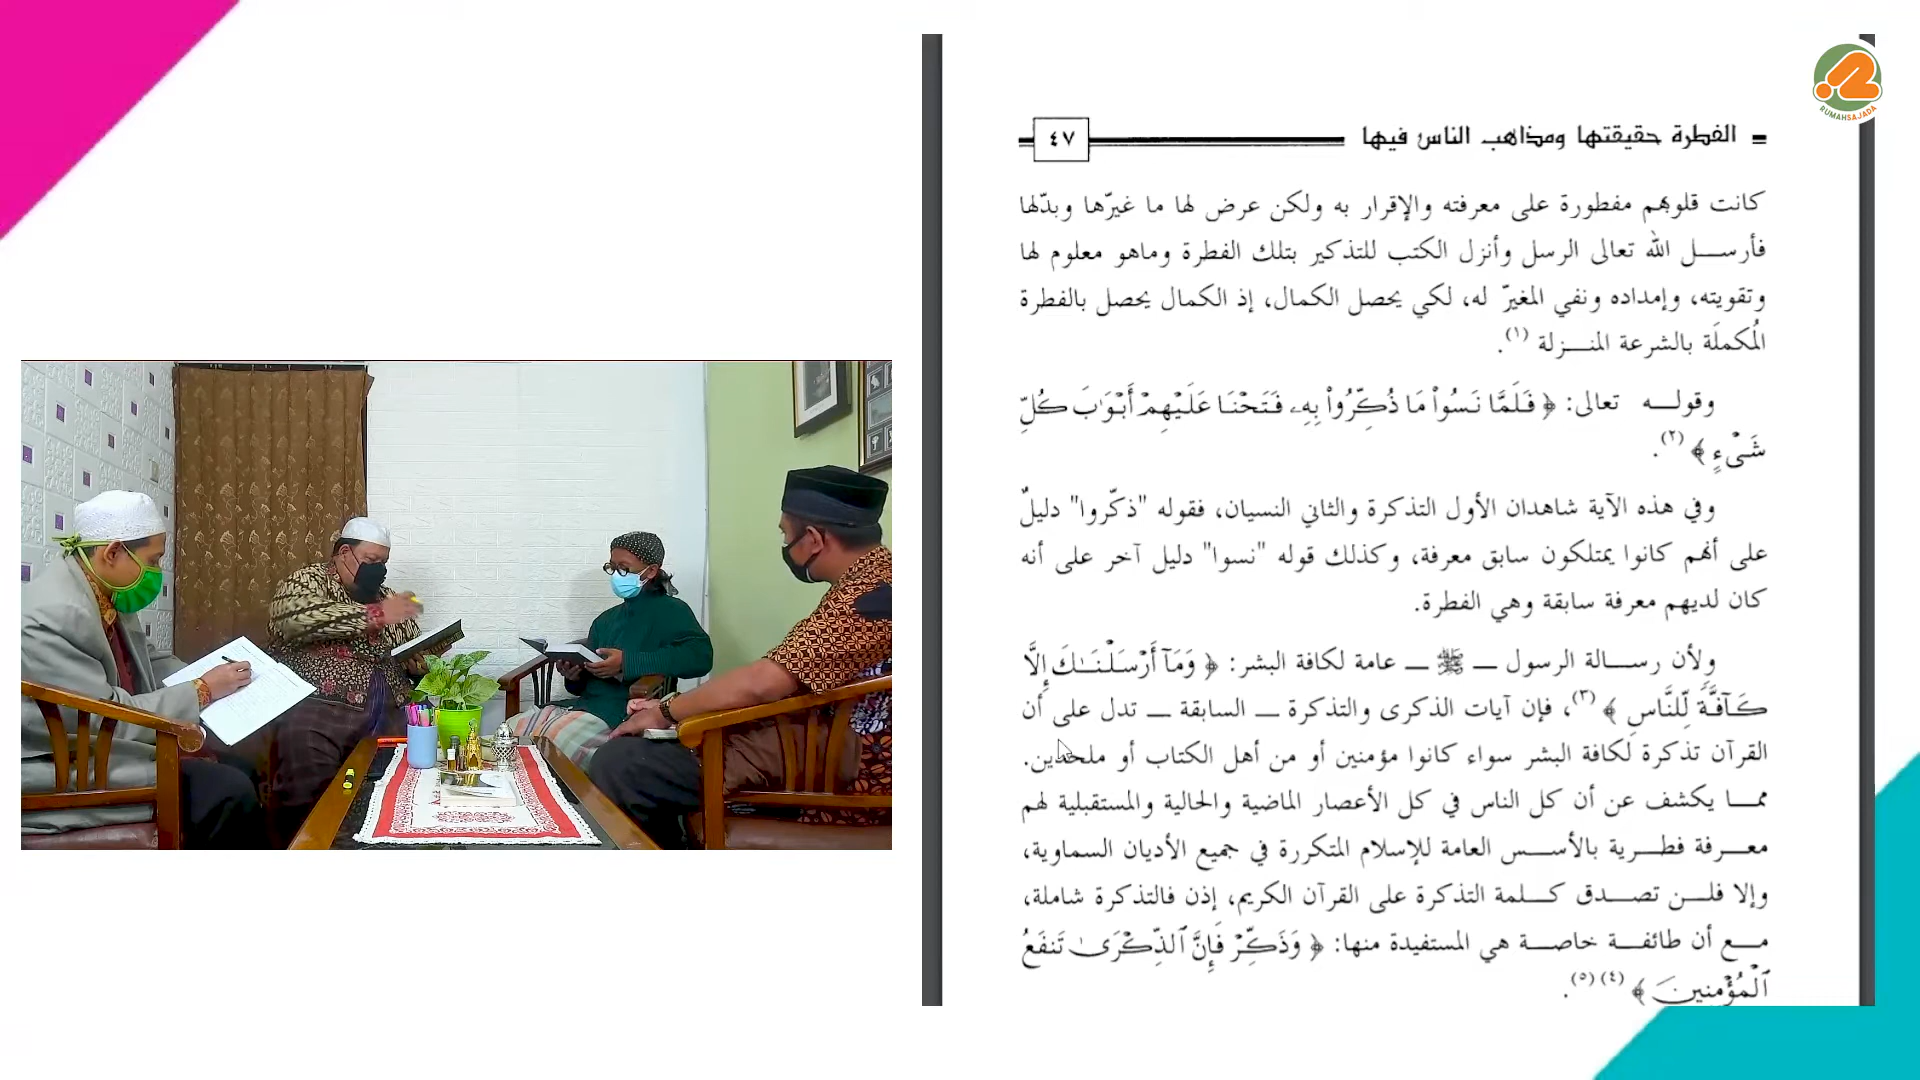 RUMAHSAJADA
الفطرة حقيقتها ومذاهب الناس فيها
٤٧
كانت قلوبهم مفطورة على معرفته والإقرار به ولكن عرض لها ما غيرّها وبدّلها
فأرسل الله تعالى الرسل وأنزل الكتب للتذكير بتلك الفطرة وماهو معلوم لها
وتقويته، وإمداده ونفي المغيرّ له، لكي يحصل الكمال، إذ الكمال يحصل بالفطرة
المُكملَة بالشرعة المنزلة (١).
وقوله تعالى: ﴿ فَلَمَّا نَسُوا۟ مَا ذُكِّرُوا۟ بِهِۦ فَتَحْنَا عَلَيْهِمْ أَبْوَٰبَ كُلِّ
شَىْءٍ ﴾ (٢).
وفي هذه الآية شاهدان الأول التذكرة والثاني النسيان، فقوله "ذكّروا" دليلٌ
على أنهم كانوا يمتلكون سابق معرفة، وكذلك قوله "نسوا" دليل آخر على أنه
كان لديهم معرفة سابقة وهي الفطرة.
ولأن رسالة الرسول ـ ﷺ ـ عامة لكافة البشر: ﴿ وَمَآ أَرْسَلْنَـٰكَ إِلَّا
كَآفَّةً لِّلنَّاسِ ﴾ (٣)، فإن آيات الذكرى والتذكرة ـ السابقة ـ تدل على أن
القرآن تذكرة لكافة البشر سواء كانوا مؤمنين أو من أهل الكتاب أو ملحدين.
مما يكشف عن أن كل الناس في كل الأعصار الماضية والحالية والمستقبلية لهم
معرفة فطرية بالأسس العامة للإسلام المتكررة في جميع الأديان السماوية،
وإلا فلن تصدق كلمة التذكرة على القرآن الكريم، إذن فالتذكرة شاملة،
مع أن طائفة خاصة هي المستفيدة منها: ﴿ وَذَكِّرْ فَإِنَّ ٱلذِّكْرَىٰ تَنفَعُ
ٱلْمُؤْمِنِينَ ﴾ (٤) (٥).